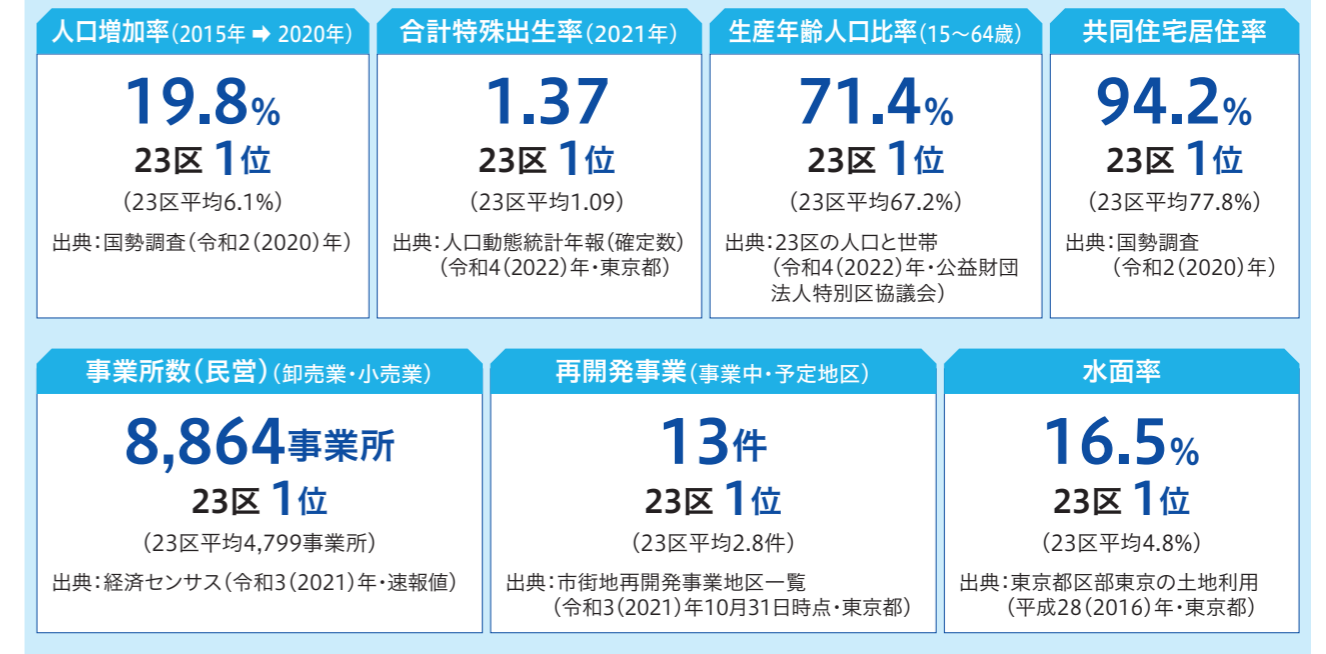 人口増加率(2015年 ➡ 2020年)
19.8%
23区 1位
(23区平均6.1%)
出典:国勢調査(令和2(2020)年)
合計特殊出生率(2021年)
1.37
23区 1位
(23区平均1.09)
出典:人口動態統計年報(確定数)
(令和4(2022)年・東京都)
生産年齢人口比率(15〜64歳)
71.4%
23区 1位
(23区平均67.2%)
出典:23区の人口と世帯
(令和4(2022)年・公益財団
法人特別区協議会)
共同住宅居住率
94.2%
23区 1位
(23区平均77.8%)
出典:国勢調査
(令和2(2020)年)
事業所数(民営)(卸売業・小売業)
8,864事業所
23区 1位
(23区平均4,799事業所)
出典:経済センサス(令和3(2021)年・速報値)
再開発事業(事業中・予定地区)
13件
23区 1位
(23区平均2.8件)
出典:市街地再開発事業地区一覧
(令和3(2021)年10月31日時点・東京都)
水面率
16.5%
23区 1位
(23区平均4.8%)
出典:東京都区部東京の土地利用
(平成28(2016)年・東京都)